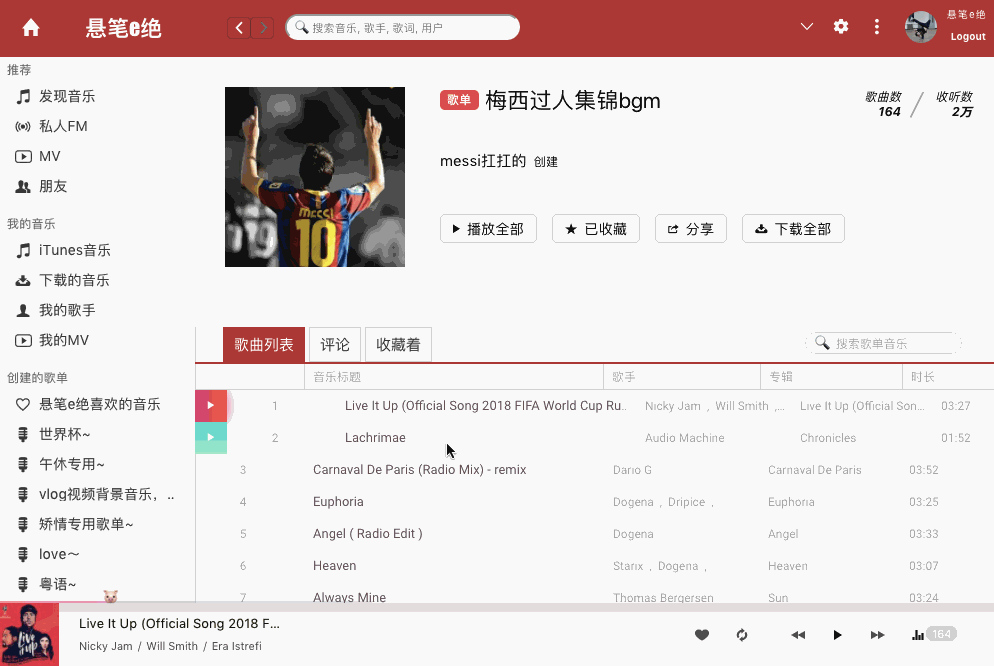 悬笔e绝
搜索音乐, 歌手, 歌词, 用户
悬笔e绝
Logout
推荐
发现音乐
私人FM
MV
朋友
我的音乐
iTunes音乐
下载的音乐
我的歌手
我的MV
创建的歌单
悬笔e绝喜欢的音乐
世界杯~
午休专用~
vlog视频背景音乐，..
矫情专用歌单~
love～
粤语~
歌单 梅西过人集锦bgm
歌曲数 164
收听数 2万
messi扛扛的 创建
播放全部 已收藏 分享 下载全部
歌曲列表 评论 收藏着
搜索歌单音乐
音乐标题 歌手 专辑 时长
1 Live It Up (Official Song 2018 FIFA World Cup Ru.. Nicky Jam , Will Smith ,... Live It Up (Official Son... 03:27
2 Lachrimae Audio Machine Chronicles 01:52
3 Carnaval De Paris (Radio Mix) - remix Dario G Carnaval De Paris 03:52
4 Euphoria Dogena , Dripice , Euphoria 03:25
5 Angel ( Radio Edit ) Dogena Angel 03:33
6 Heaven Starix , Dogena , Heaven 03:07
7 Always Mine Thomas Bergersen Sun 03:24
Live It Up (Official Song 2018 F...
Nicky Jam / Will Smith / Era Istrefi
164